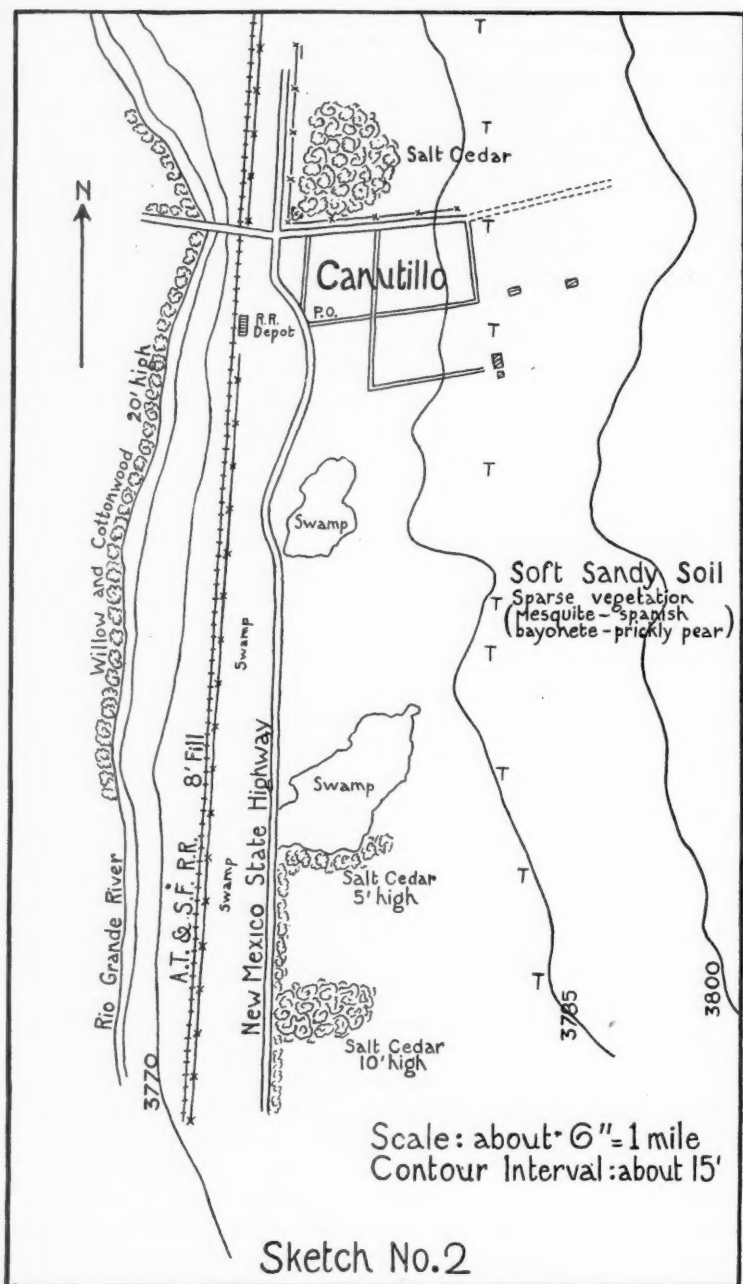 T
T
Salt Cedar
N
T
Canutillo
P.O.
R.R.
Depot
T
20' high
Willow and Cottonwood
T
Swamp
Soft Sandy Soil
Sparse vegetation
(Mesquite - spanish
bayonete - prickly pear)
T
Swamp
T
8' Fill
Swamp
T
New Mexico State Highway
A.T. & S.F. R.R.
Swamp
Salt Cedar
5' high
T
Rio Grande River
T
3785
3800
Salt Cedar
10' high
3770
Scale: about 6" = 1 mile
Contour Interval: about 15'
Sketch No. 2